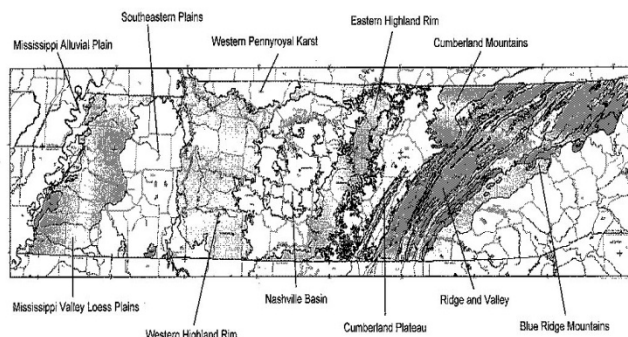 Southeastern Plains
Eastern Highland Rim
Mississippi Alluvial Plain
Western Pennyroyal Karst
Cumberland Mountains
Mississippi Valley Loess Plains
Nashville Basin
Ridge and Valley
Western Highland Rim
Cumberland Plateau
Blue Ridge Mountains